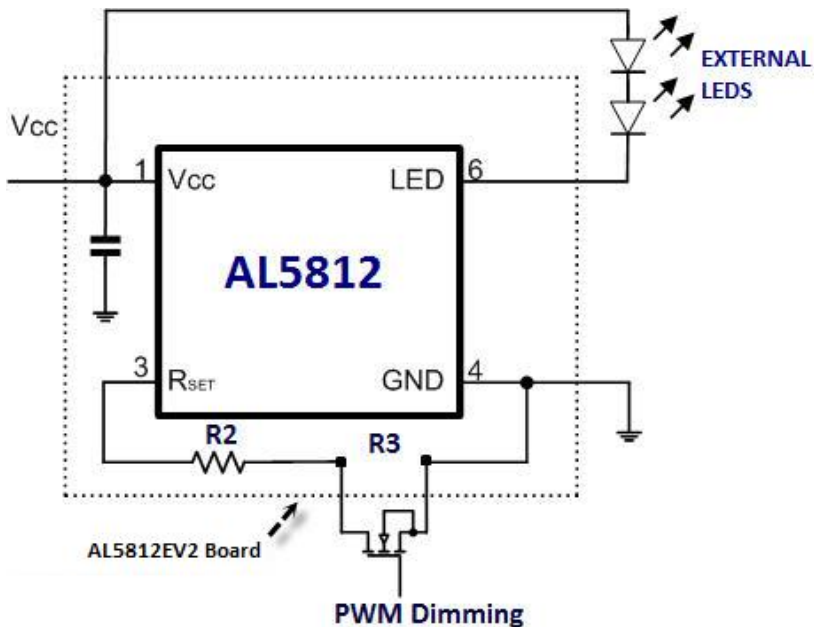 EXTERNAL
LEDS
Vcc
1
Vcc
LED
6
AL5812
3
RSET
GND
4
R2
R3
AL5812EV2 Board
PWM Dimming